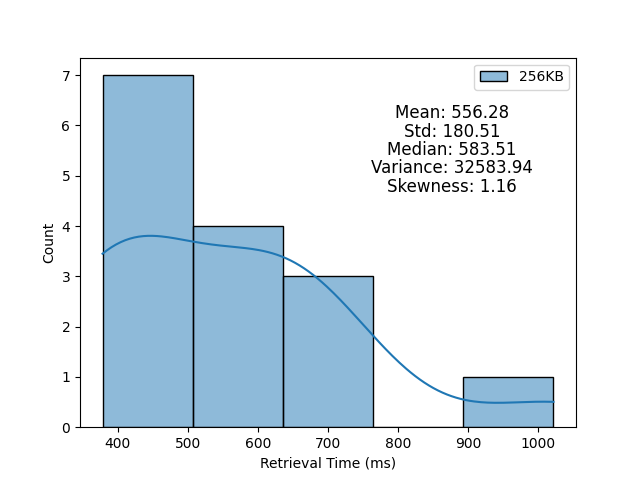 256KB
Mean: 556.28
Std: 180.51
Median: 583.51
Variance: 32583.94
Skewness: 1.16
Count
7
6
5
4
3
2
1
0
400 500 600 700 800 900 1000
Retrieval Time (ms)